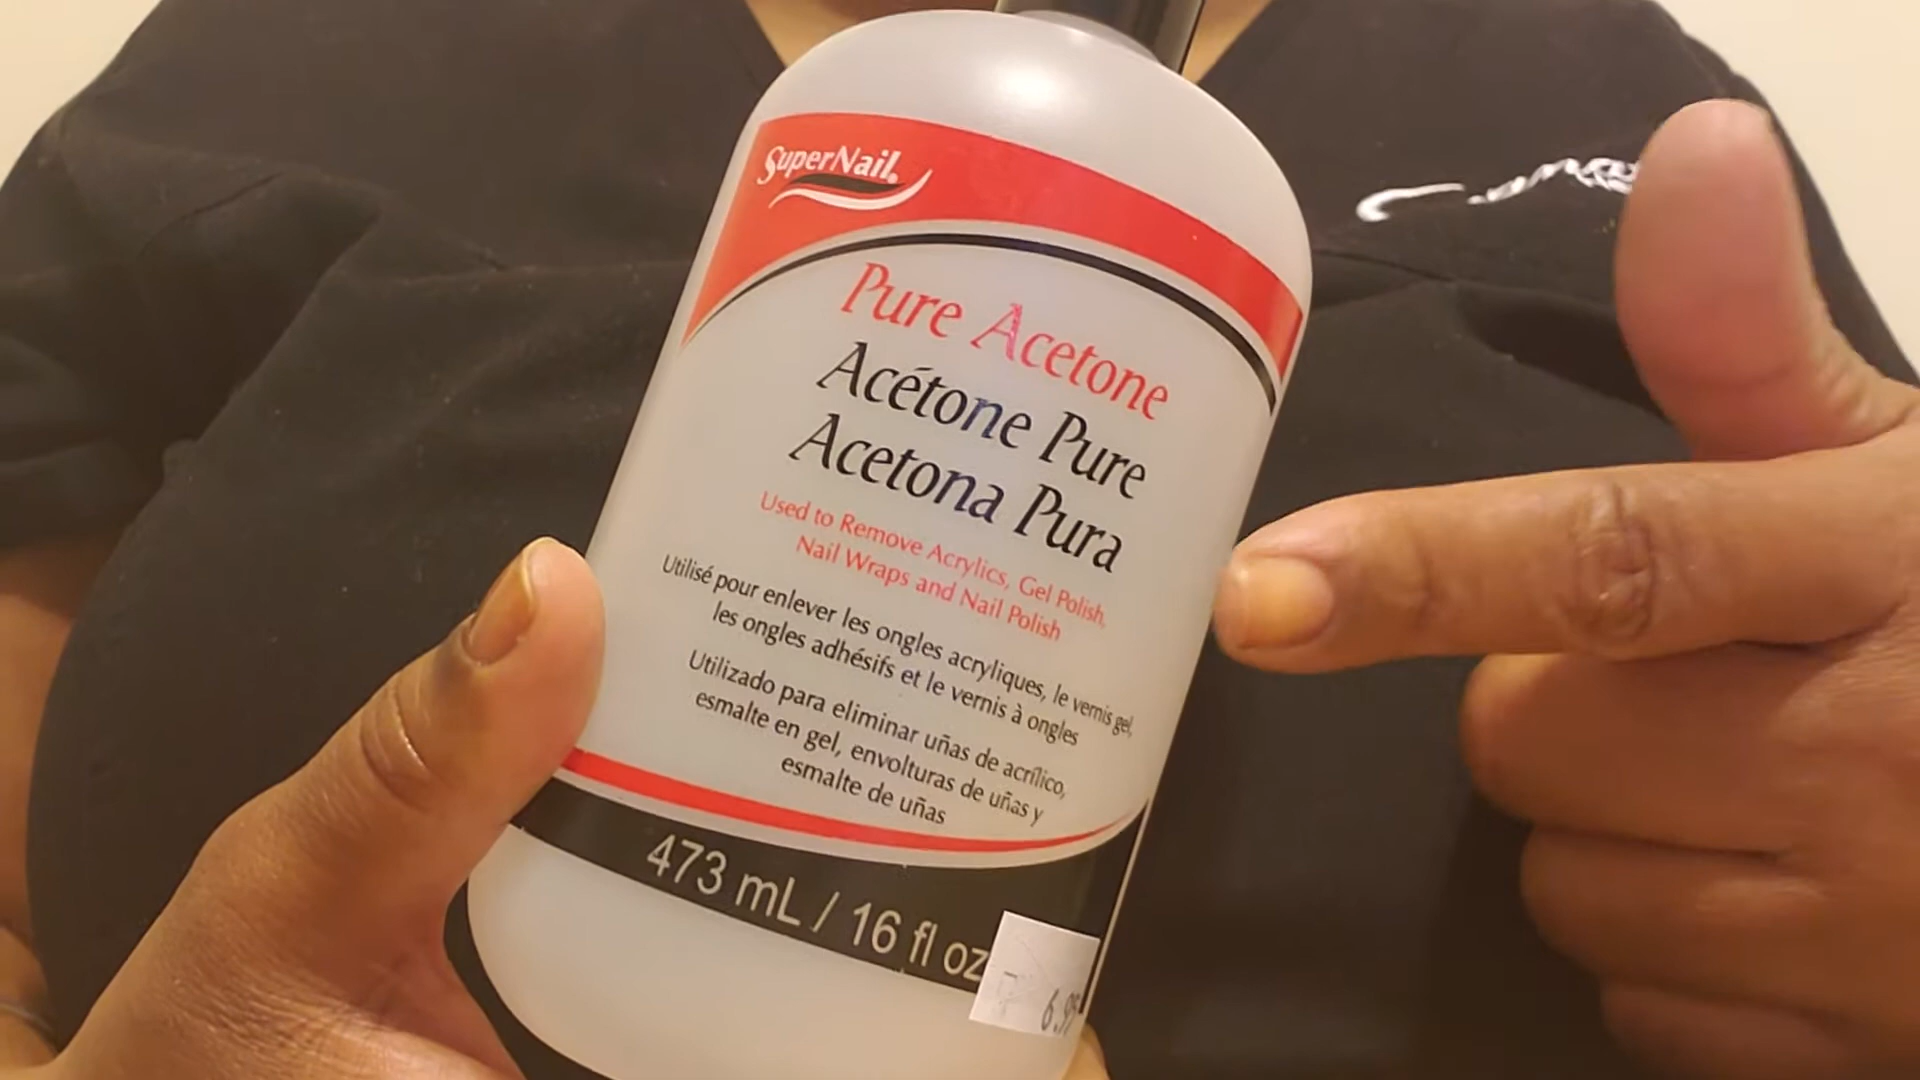 SuperNail
Pure Acetone
Acétone Pure
Acetona Pura
Used to Remove Acrylics, Gel Polish,
Nail Wraps and Nail Polish
Utilisé pour enlever les ongles acryliques, le vernis gel,
les ongles adhésifs et le vernis à ongles
Utilizado para eliminar uñas de acrílico,
esmalte en gel, envolturas de uñas y
esmalte de uñas
473 mL / 16 fl oz